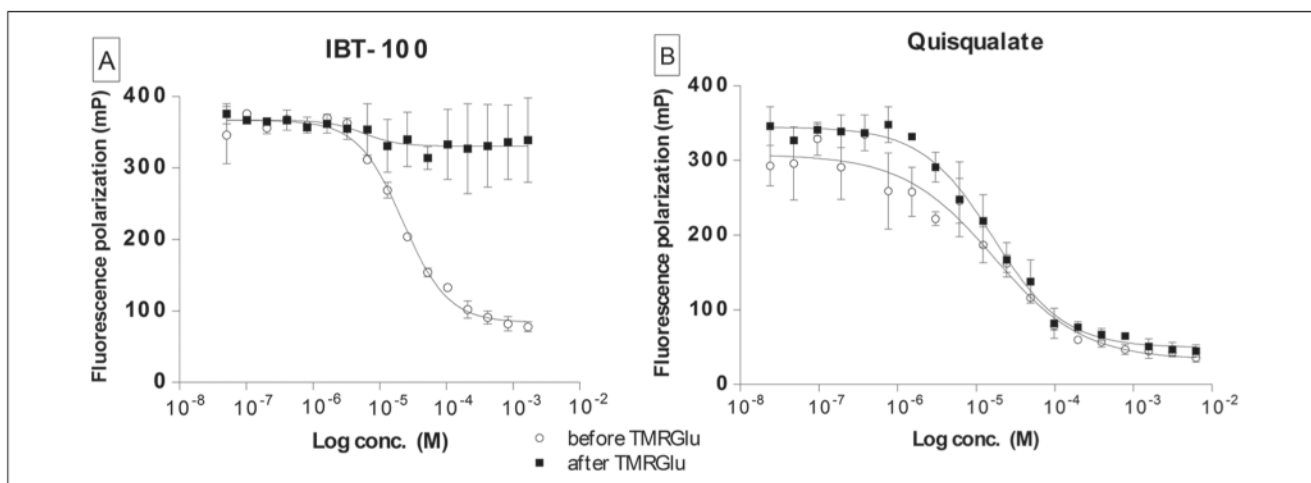 A
IBT-100
Fluorescence polarization (mP)
400
300
200
100
0
10-8
10-7
10-6
10-5
10-4
10-3
10-2
Log conc. (M)
B
Quisqualate
Fluorescence polarization (mP)
400
300
200
100
0
10-8
10-7
10-6
10-5
10-4
10-3
10-2
Log conc. (M)
before TMRGlu
after TMRGlu